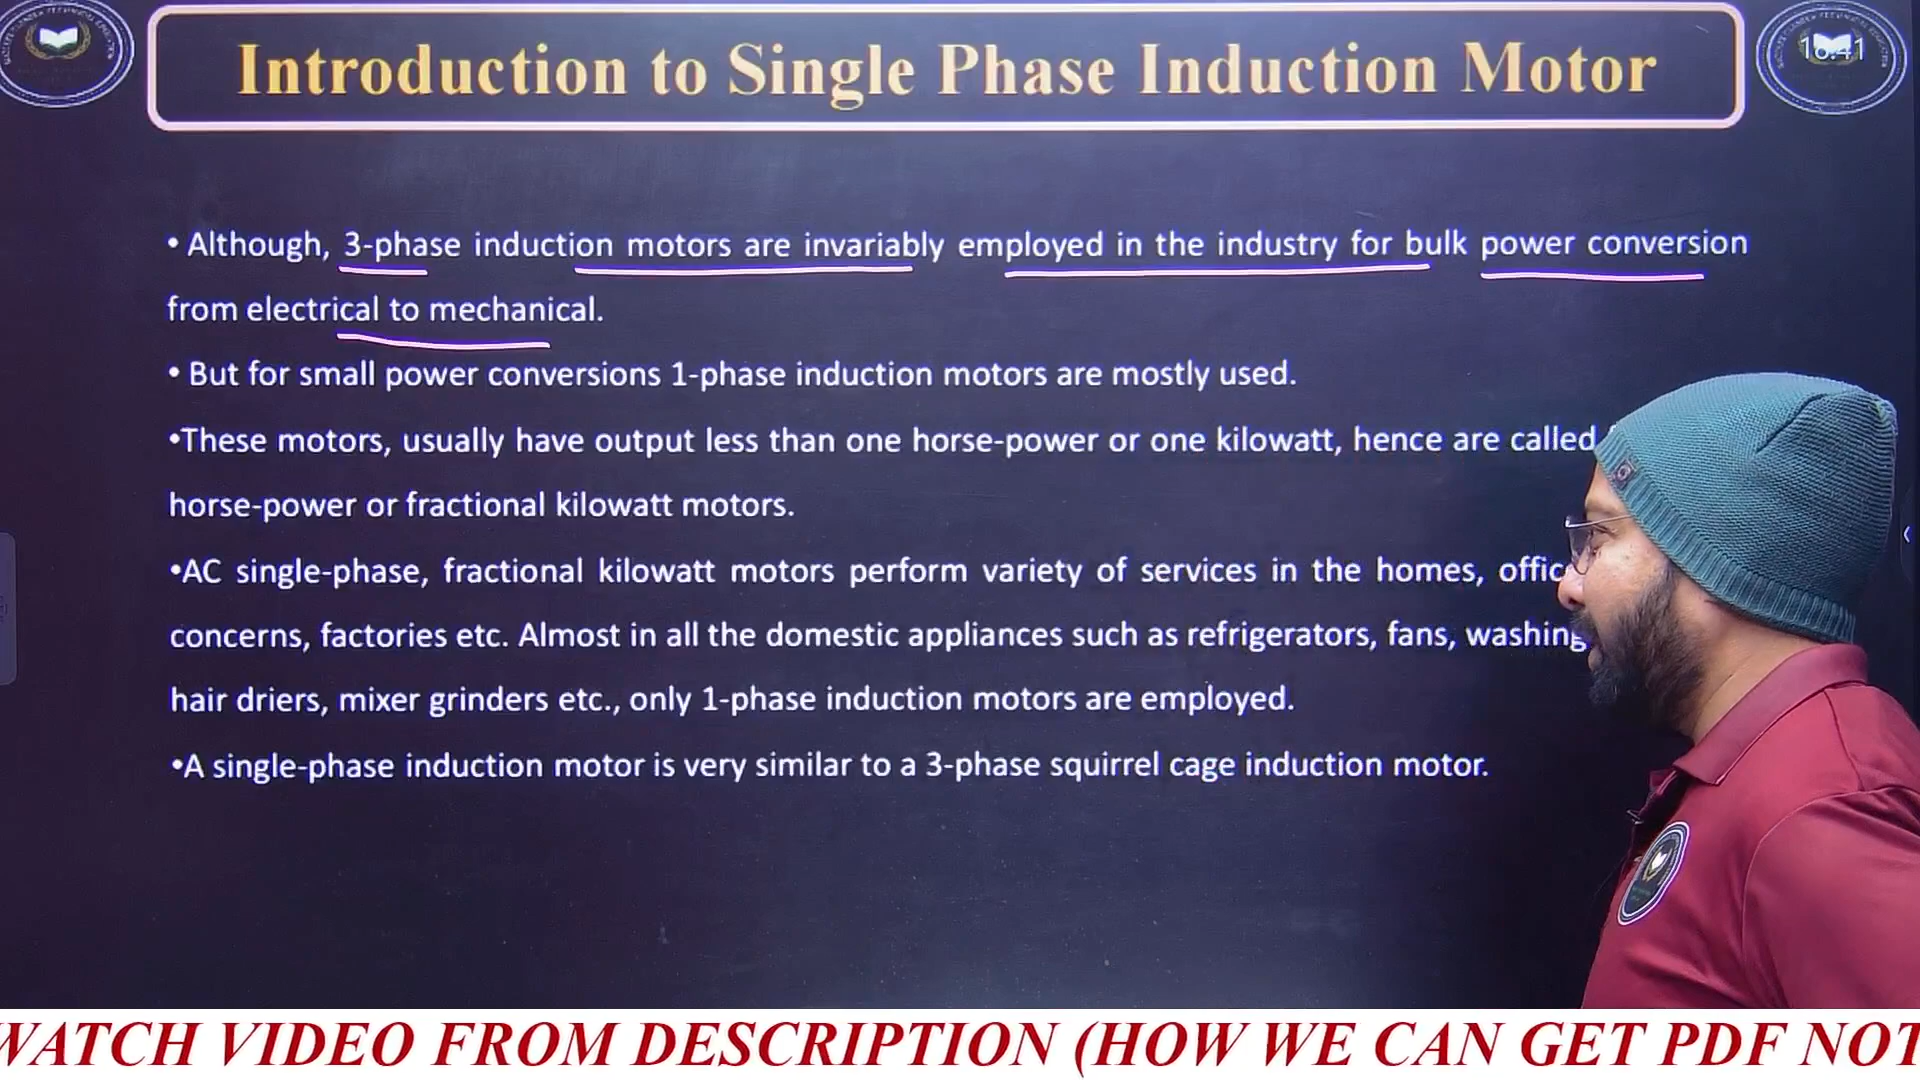 Introduction to Single Phase Induction Motor
16:41
• Although, 3-phase induction motors are invariably employed in the industry for bulk power conversion
from electrical to mechanical.
• But for small power conversions 1-phase induction motors are mostly used.
•These motors, usually have output less than one horse-power or one kilowatt, hence are called
horse-power or fractional kilowatt motors.
•AC single-phase, fractional kilowatt motors perform variety of services in the homes, offic
concerns, factories etc. Almost in all the domestic appliances such as refrigerators, fans, washing
hair driers, mixer grinders etc., only 1-phase induction motors are employed.
•A single-phase induction motor is very similar to a 3-phase squirrel cage induction motor.
WATCH VIDEO FROM DESCRIPTION (HOW WE CAN GET PDF NOT